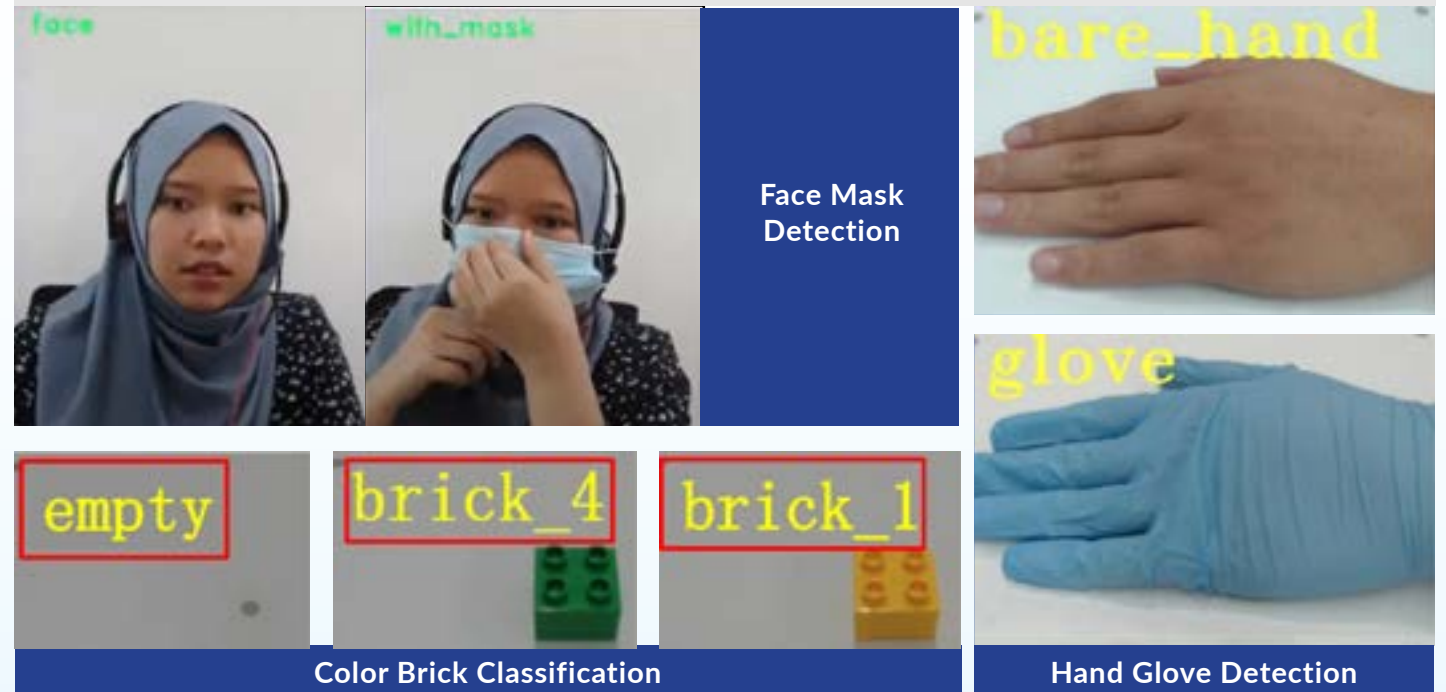 face
with_mask
Face Mask
Detection
bare_hand
glove
empty
brick_4
brick_1
Color Brick Classification
Hand Glove Detection